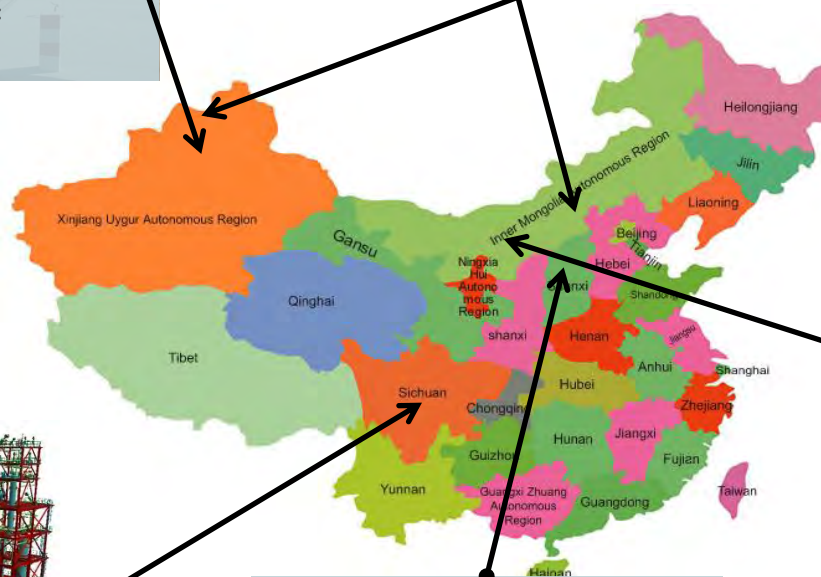 Heilongjiang
Jilin
Inner Mongolia Autonomous Region
Liaoning
Xinjiang Uygur Autonomous Region
Gansu
Beijing
Tianjin
Hebei
Ningxia
Hui
Autono
mous
Region
Qinghai
Shandong
shanxi
Henan
Jiangsu
Tibet
Anhui
Shanghai
Sichuan
Hubei
Chongqing
Zhejiang
Hunan
Jiangxi
Guizhou
Fujian
Yunnan
Guangxi Zhuang
Autonomous
Region
Guangdong
Taiwan
Hainan